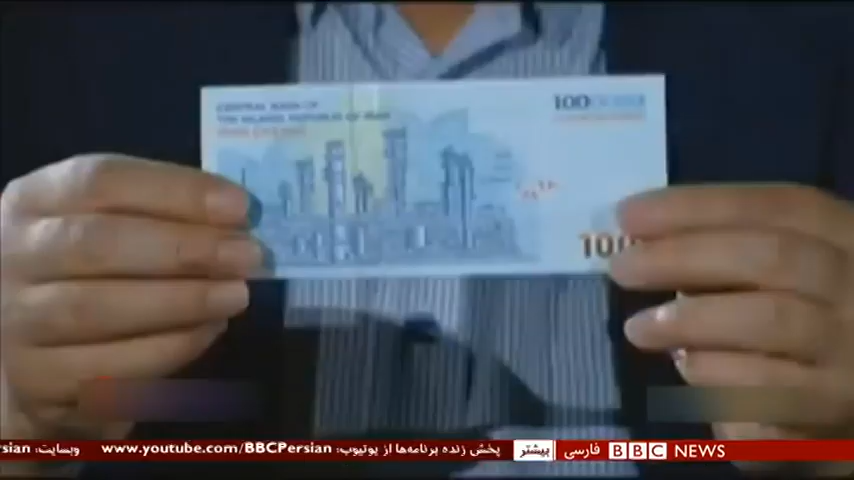 CENTRAL BANK OF
THE ISLAMIC REPUBLIC OF IRAN
100
100
وبسایت: www.youtube.com/BBCPersian پخش زنده برنامه‌ها از یوتیوب: بیشتر فارسی BBC NEWS